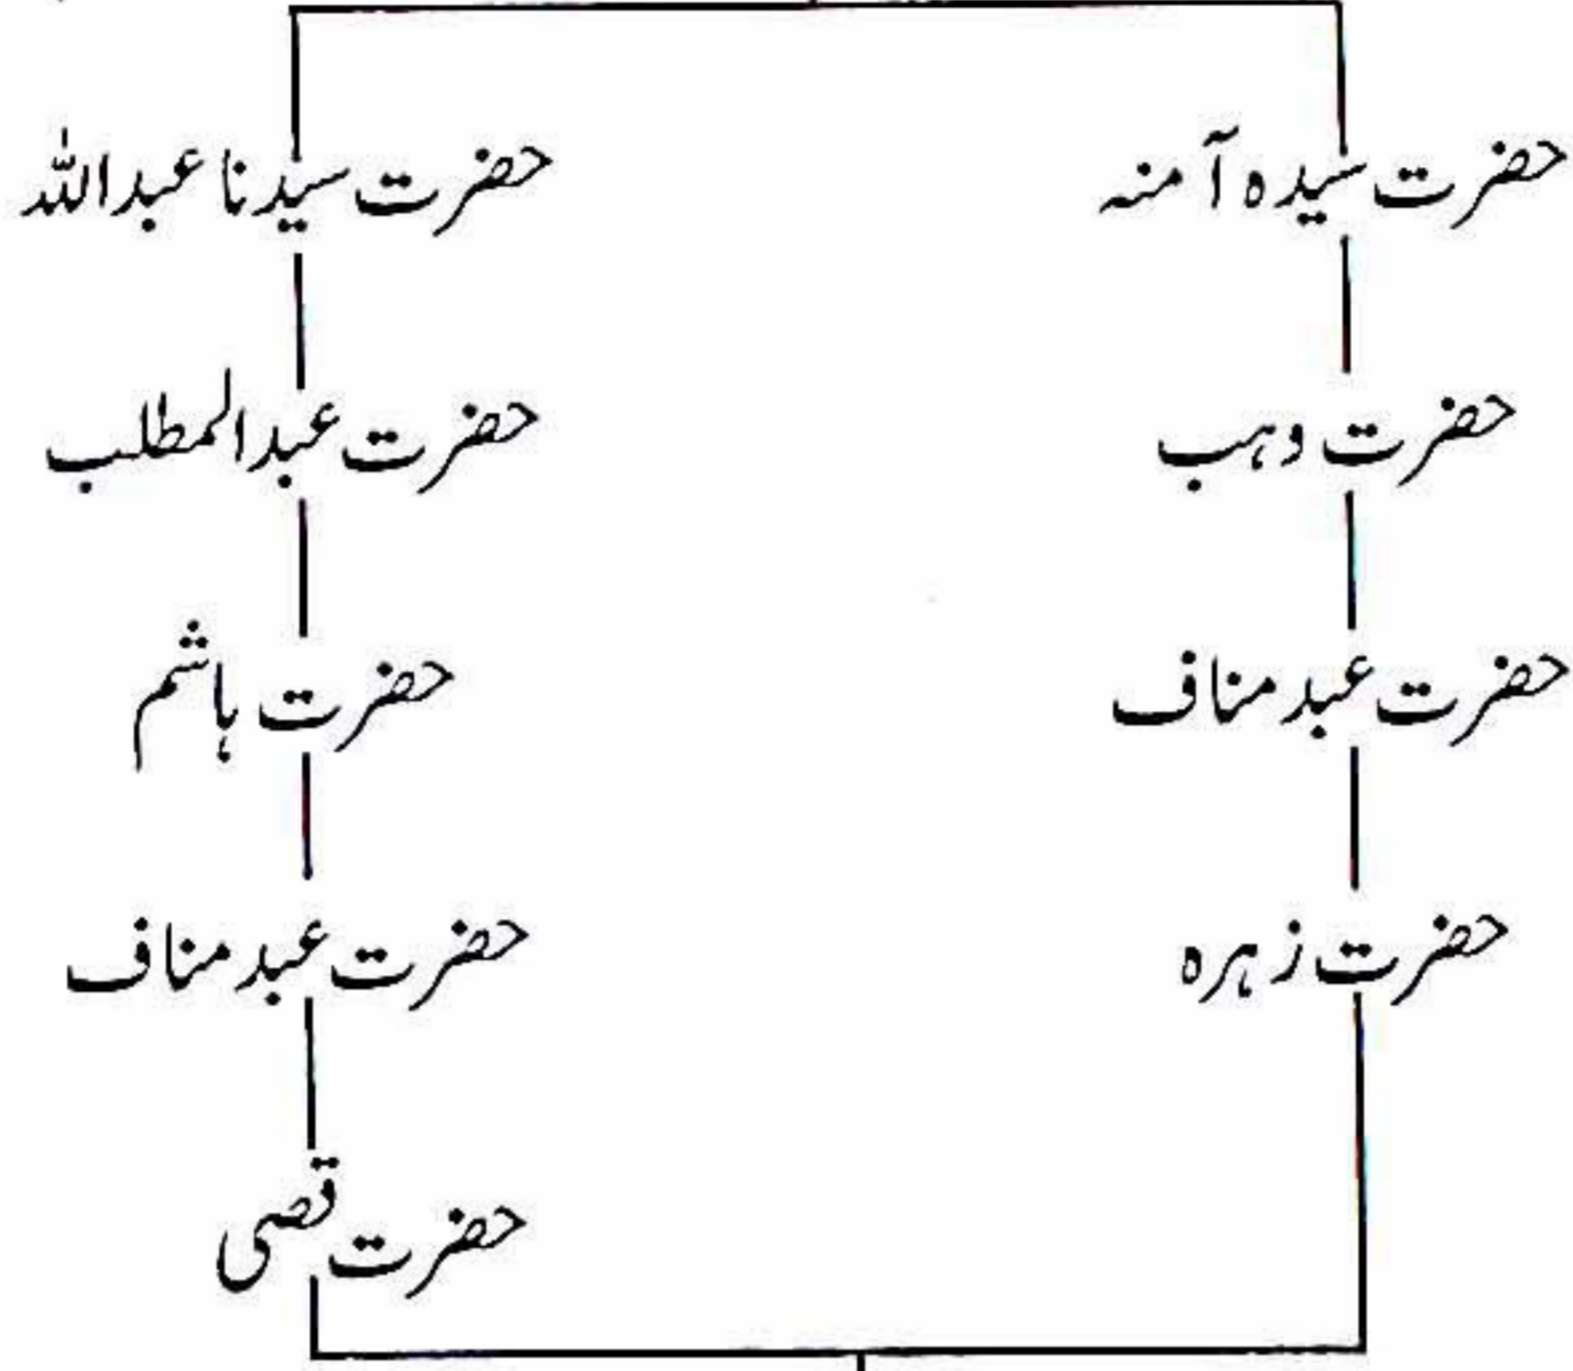 حضرت سیدہ آمنہ
حضرت سیدنا عبداللہ
حضرت وہب
حضرت عبدالمطلب
حضرت عبد مناف
حضرت ہاشم
حضرت زہرہ
حضرت عبد مناف
حضرت قصی